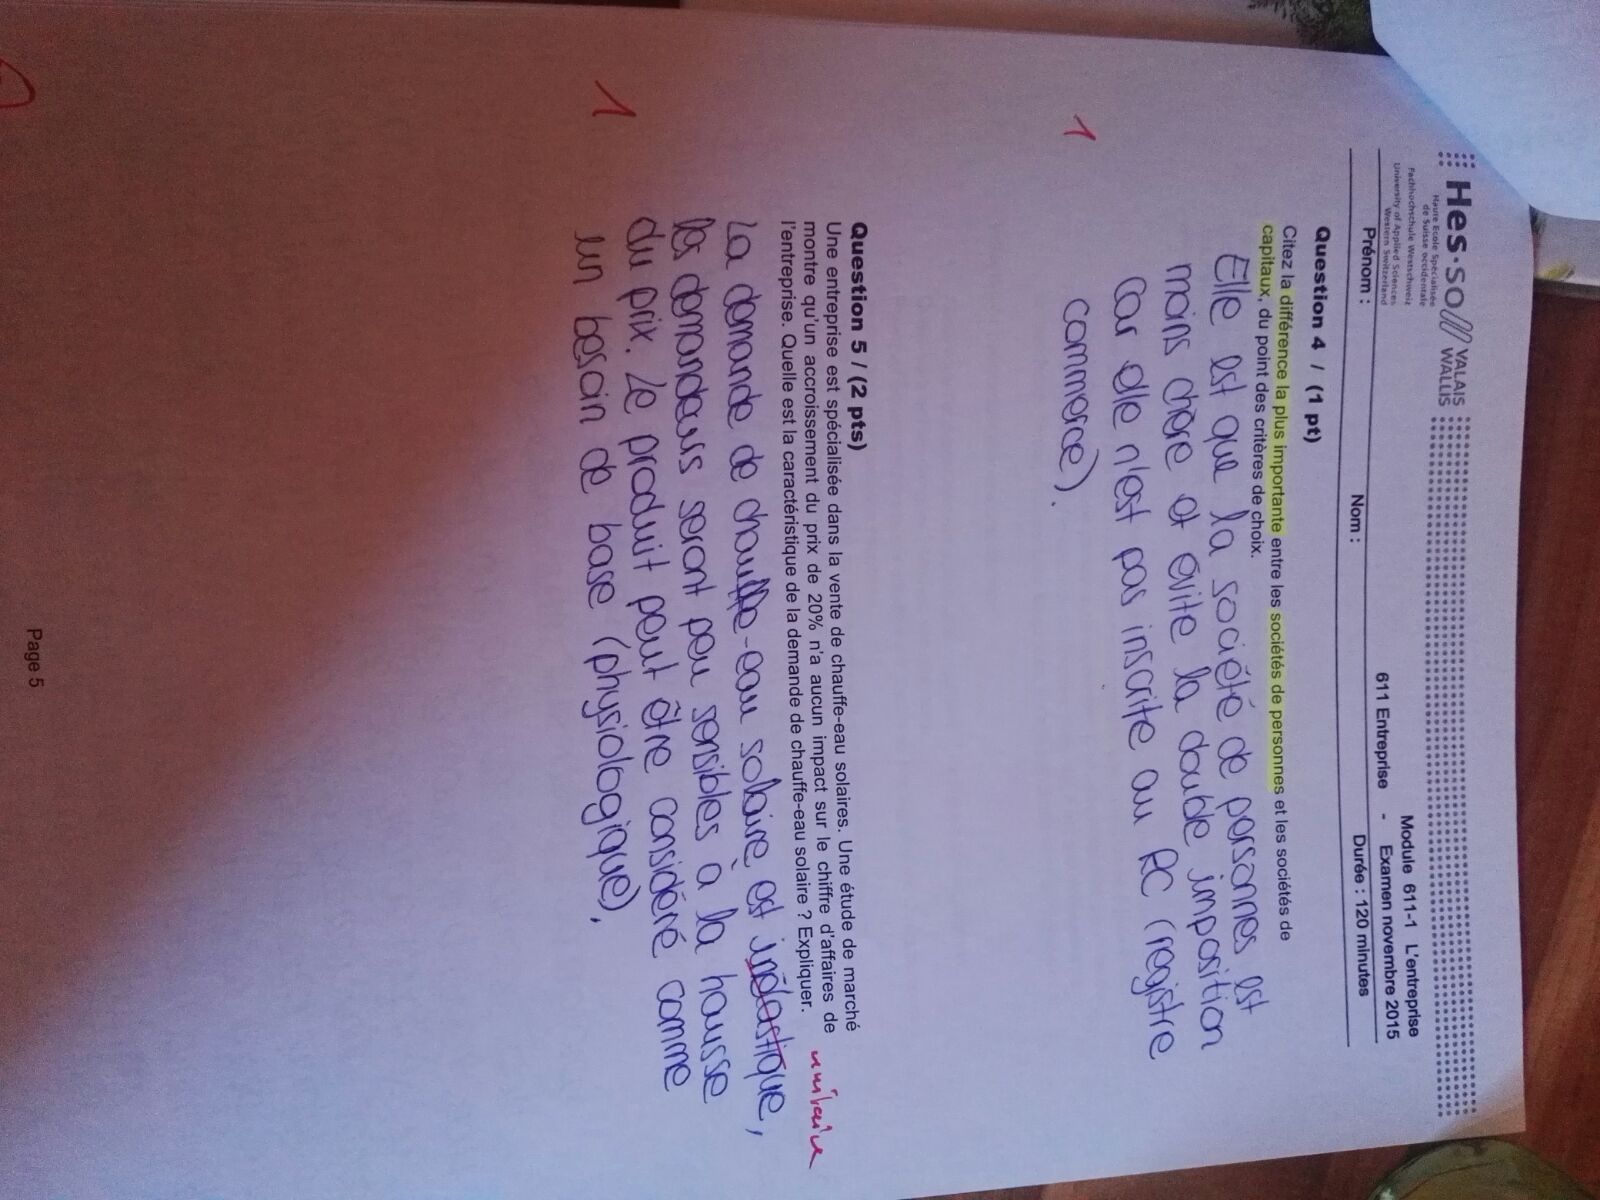 Hes·so VALAIS
WALLIS
Haute Ecole Spécialisée
de Suisse occidentale
Fachhochschule Westschweiz
University of Applied Sciences
Western Switzerland
Module 611-1 L'entreprise
611 Entreprise - Examen novembre 2015
Prénom : Nom : Durée : 120 minutes
Question 4 / (1 pt)
Citez la différence la plus importante entre les sociétés de personnes et les sociétés de
capitaux, du point des critères de choix.
Elle est que la société de personnes est
moins chère et évite la double imposition
car elle n'est pas inscrite au RC (registre
commerce).
1
Question 5 / (2 pts)
Une entreprise est spécialisée dans la vente de chauffe-eau solaires. Une étude de marché
montre qu'un accroissement du prix de 20% n'a aucun impact sur le chiffre d'affaires de
l'entreprise. Quelle est la caractéristique de la demande de chauffe-eau solaire ? Expliquer.
unitaire
La demande de chauffe-eau solaire est inélastique,
les demandeurs seront peu sensibles à la hausse
du prix. Le produit peut être considéré comme
un besoin de base (physiologique).
1
Page 5